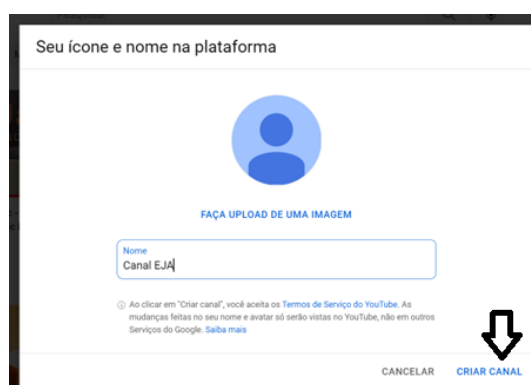 Seu ícone e nome na plataforma
FAÇA UPLOAD DE UMA IMAGEM
Nome
Canal EJA
Ao clicar em "Criar canal", você aceita os Termos de Serviço do YouTube. As
mudanças feitas no seu nome e avatar só serão vistas no YouTube, não em outros
Serviços do Google. Saiba mais
CANCELAR CRIAR CANAL